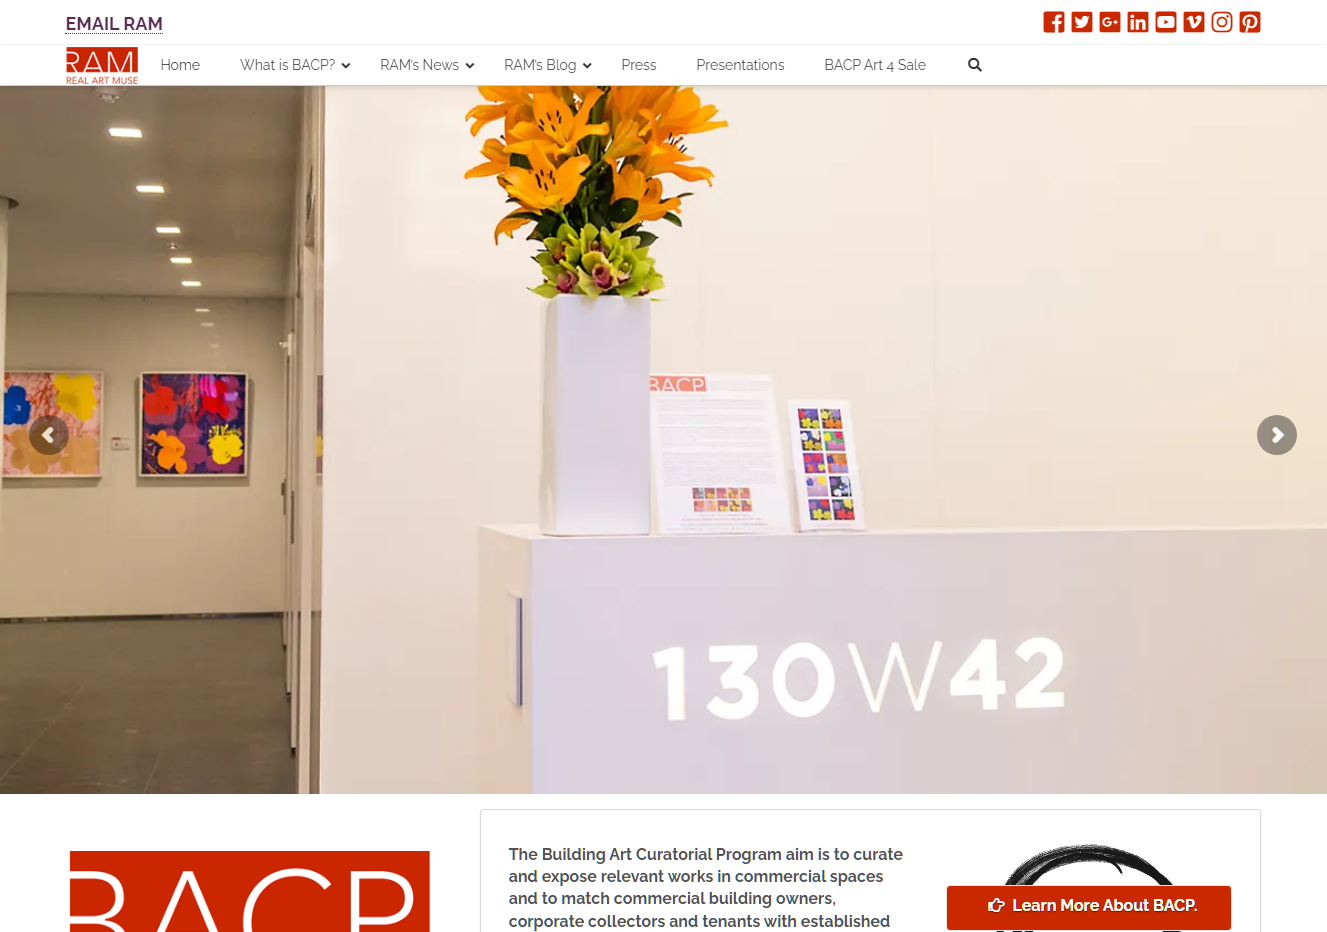 EMAIL RAM
RAM
REAL ART MUSE
Home
What is BACP?
RAM's News
RAM's Blog
Press
Presentations
BACP Art 4 Sale
BACP
130W42
BACP
The Building Art Curatorial Program aim is to curate
and expose relevant works in commercial spaces
and to match commercial building owners,
corporate collectors and tenants with established
Learn More About BACP.